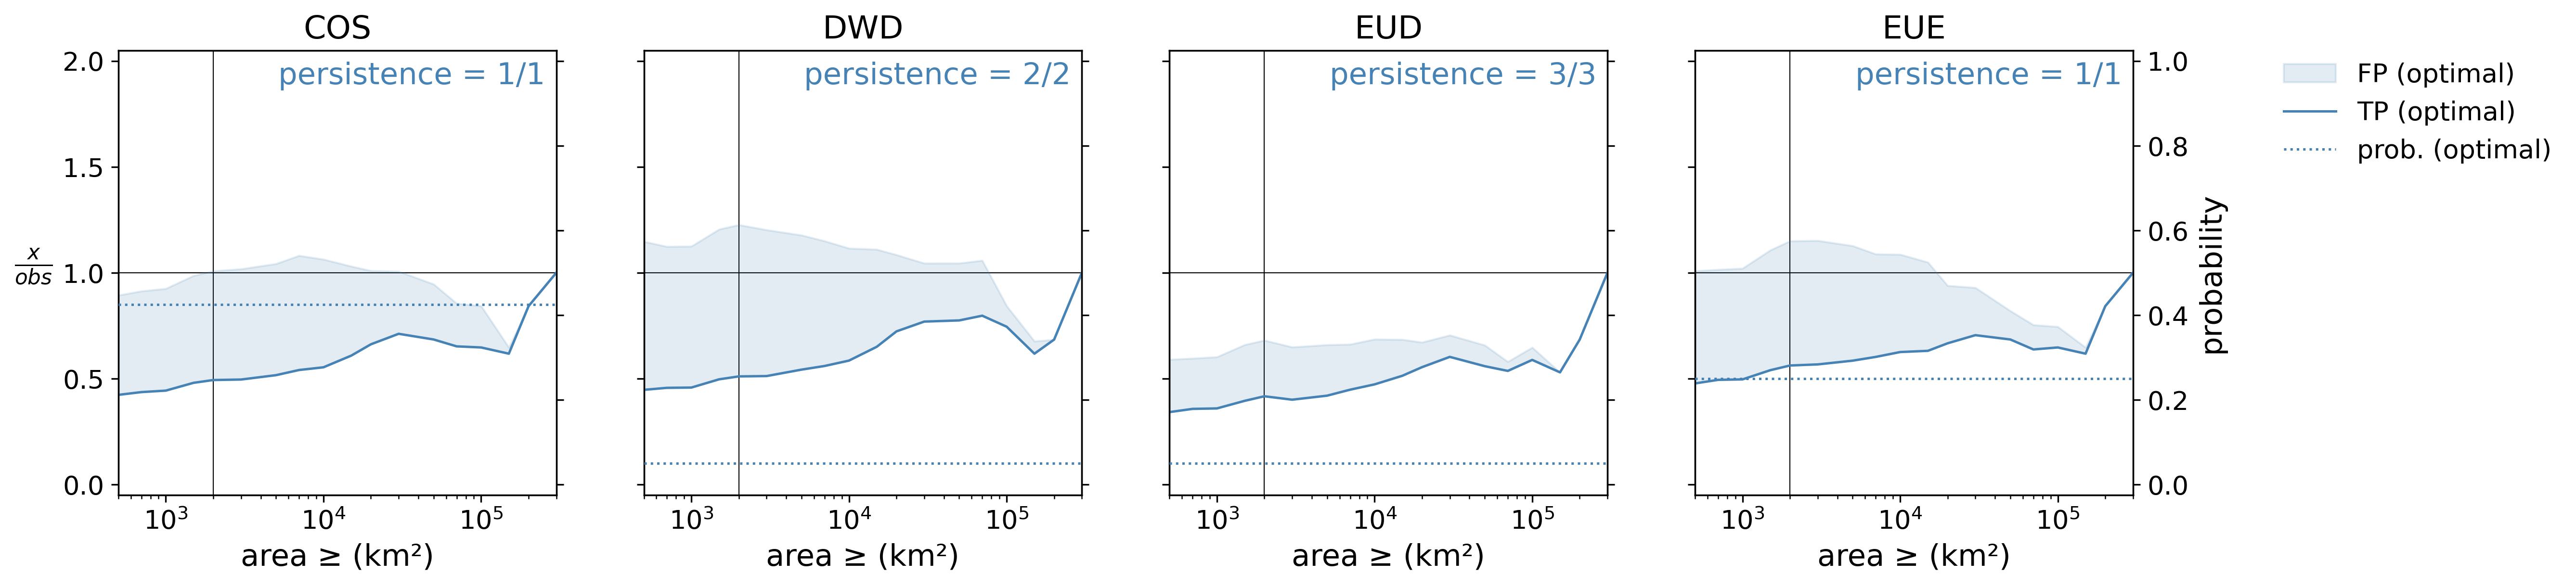 COS
DWD
EUD
EUE
persistence = 1/1
persistence = 2/2
persistence = 3/3
persistence = 1/1
FP (optimal)
TP (optimal)
prob. (optimal)
x
obs
2.0
1.5
1.0
0.5
0.0
10³
10⁴
10⁵
area ≥ (km²)
10³
10⁴
10⁵
area ≥ (km²)
10³
10⁴
10⁵
area ≥ (km²)
10³
10⁴
10⁵
area ≥ (km²)
1.0
0.8
0.6
0.4
0.2
0.0
probability